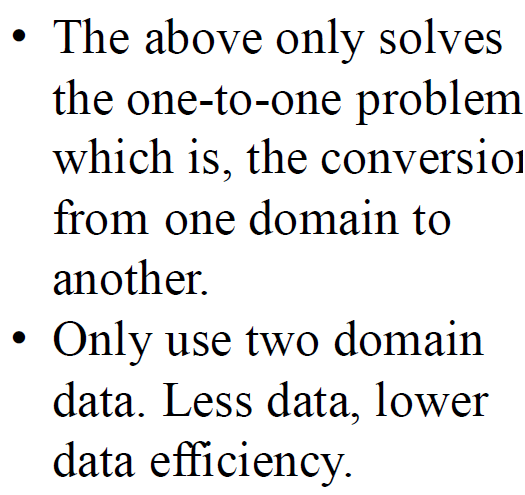 • The above only solves
the one-to-one problem
which is, the conversion
from one domain to
another.
• Only use two domain
data. Less data, lower
data efficiency.